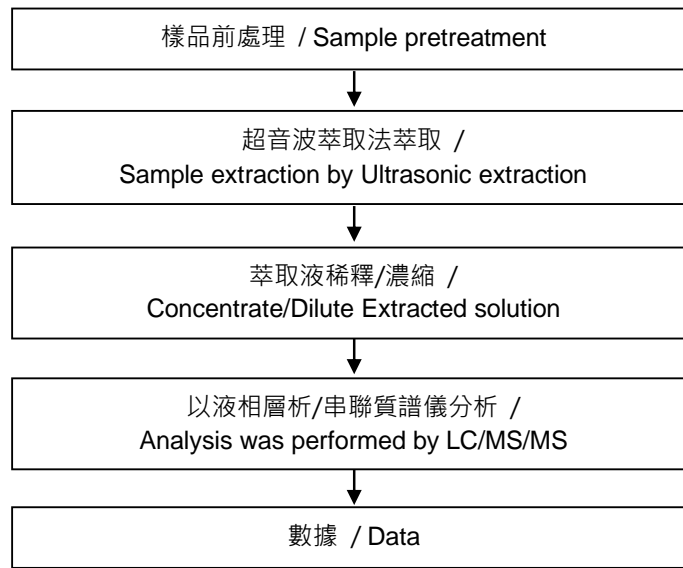 樣品前處理 / Sample pretreatment
超音波萃取法萃取 /
Sample extraction by Ultrasonic extraction
萃取液稀釋/濃縮 /
Concentrate/Dilute Extracted solution
以液相層析/串聯質譜儀分析 /
Analysis was performed by LC/MS/MS
數據 / Data